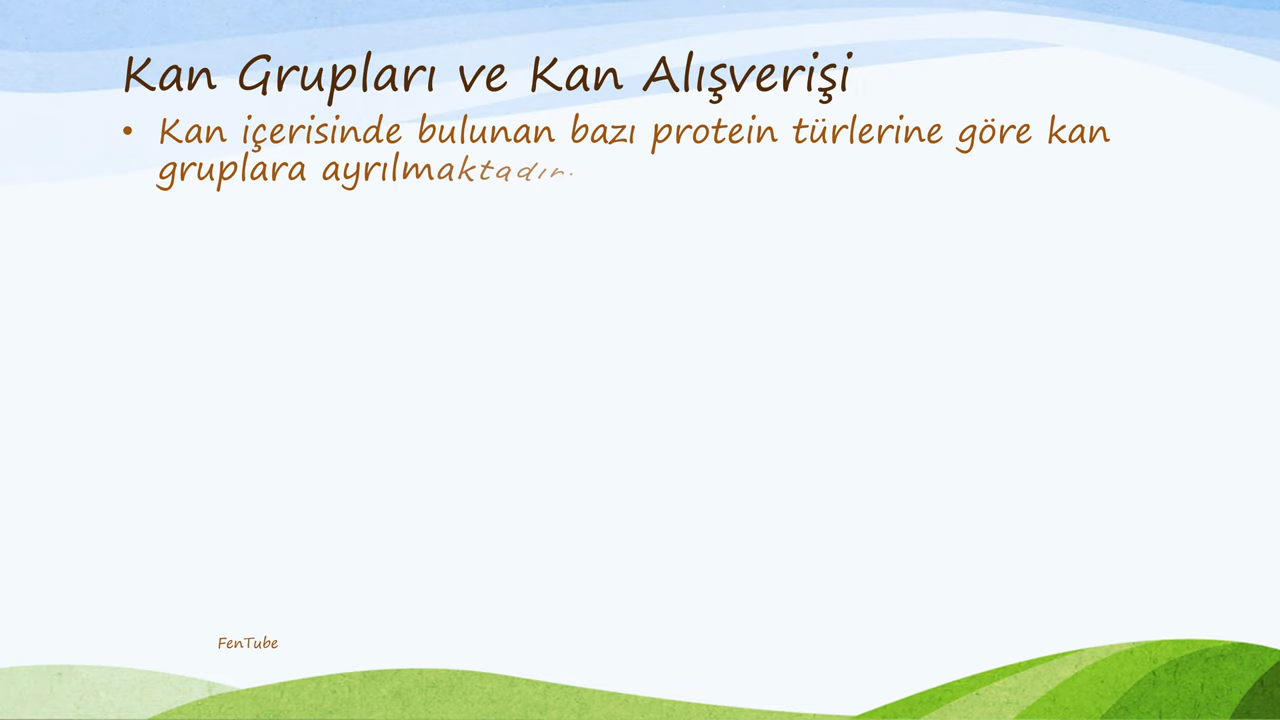 Kan Grupları ve Kan Alışverişi
• Kan içerisinde bulunan bazı protein türlerine göre kan
gruplara ayrılmaktadır.
FenTube